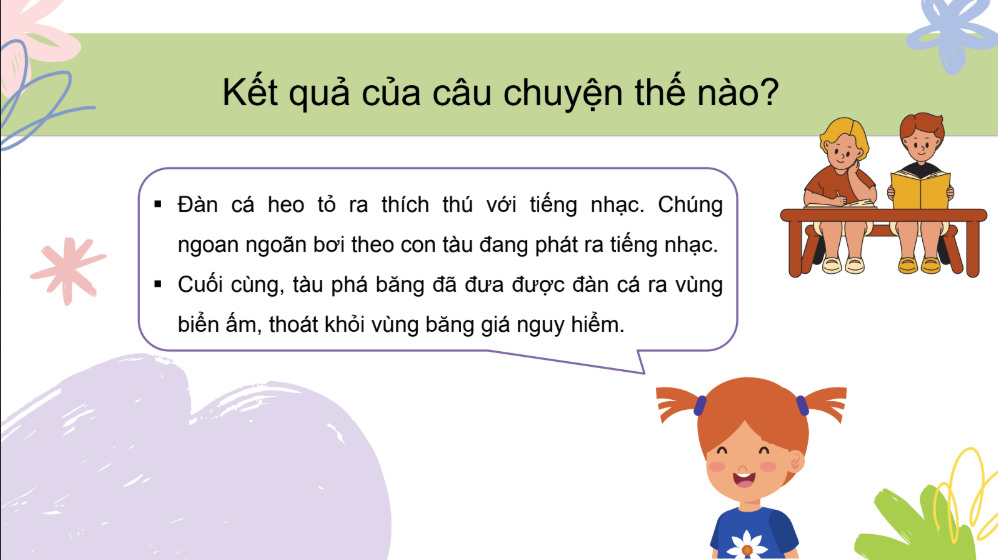 Kết quả của câu chuyện thế nào?
▪ Đàn cá heo tỏ ra thích thú với tiếng nhạc. Chúng
ngoan ngoãn bơi theo con tàu đang phát ra tiếng nhạc.
▪ Cuối cùng, tàu phá băng đã đưa được đàn cá ra vùng
biển ấm, thoát khỏi vùng băng giá nguy hiểm.